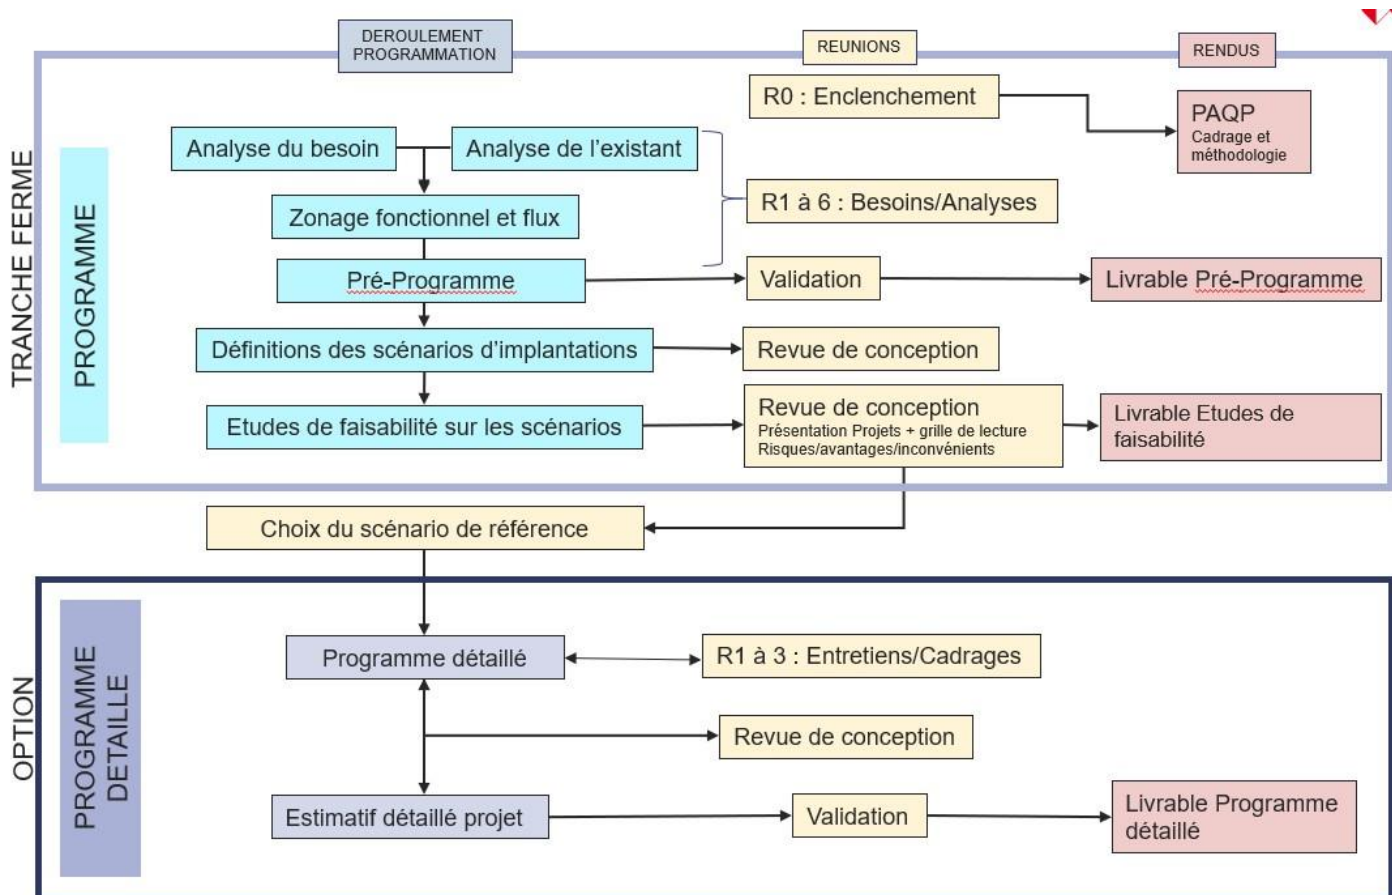 DEROULEMENT
PROGRAMMATION
REUNIONS
RENDUS
TRANCHE FERME
PROGRAMME
R0 : Enclenchement
PAQP
Cadrage et
méthodologie
Analyse du besoin
Analyse de l'existant
Zonage fonctionnel et flux
R1 à 6 : Besoins/Analyses
Pré-Programme
Validation
Livrable Pré-Programme
Définitions des scénarios d'implantations
Revue de conception
Etudes de faisabilité sur les scénarios
Revue de conception
Présentation Projets + grille de lecture
Risques/avantages/inconvénients
Livrable Etudes de
faisabilité
Choix du scénario de référence
OPTION
PROGRAMME
DETAILLE
Programme détaillé
R1 à 3 : Entretiens/Cadrages
Revue de conception
Estimatif détaillé projet
Validation
Livrable Programme
détaillé